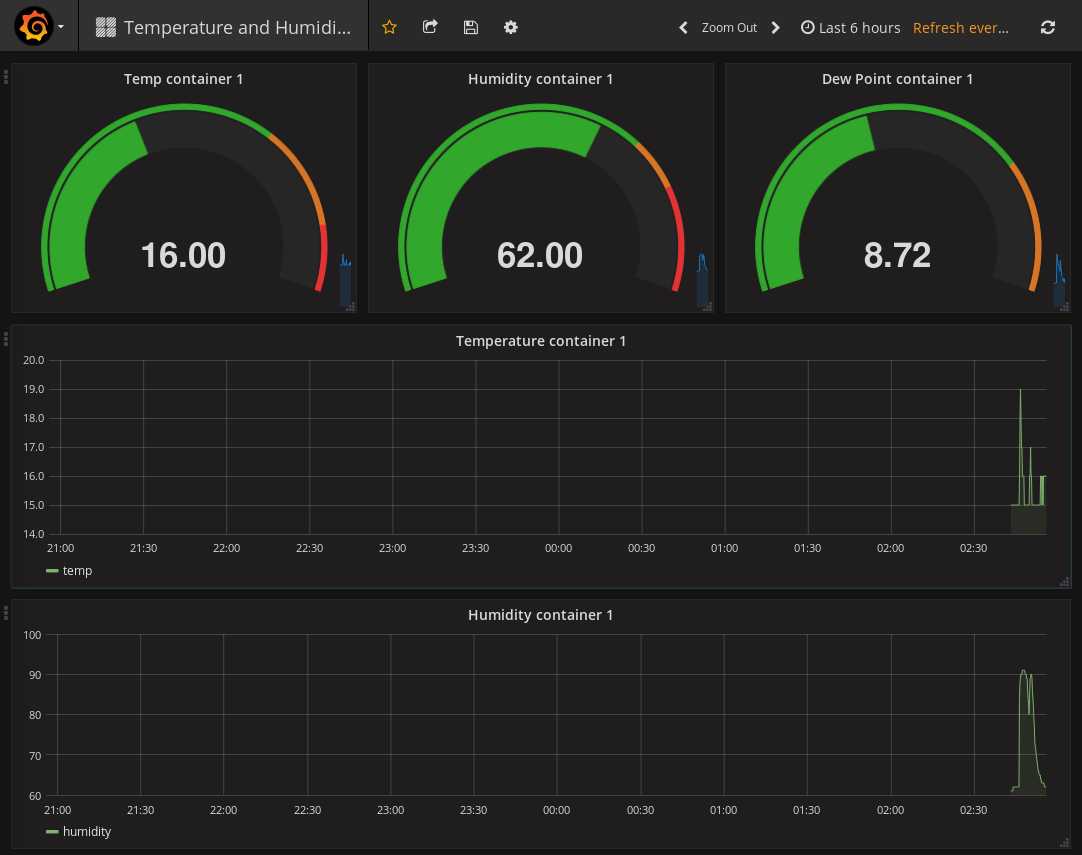 Temperature and Humidi... Zoom Out Last 6 hours Refresh ever...
Temp container 1 Humidity container 1 Dew Point container 1
16.00 62.00 8.72
Temperature container 1
20.0
19.0
18.0
17.0
16.0
15.0
14.0
21:00 21:30 22:00 22:30 23:00 23:30 00:00 00:30 01:00 01:30 02:00 02:30
temp
Humidity container 1
100
90
80
70
60
21:00 21:30 22:00 22:30 23:00 23:30 00:00 00:30 01:00 01:30 02:00 02:30
humidity